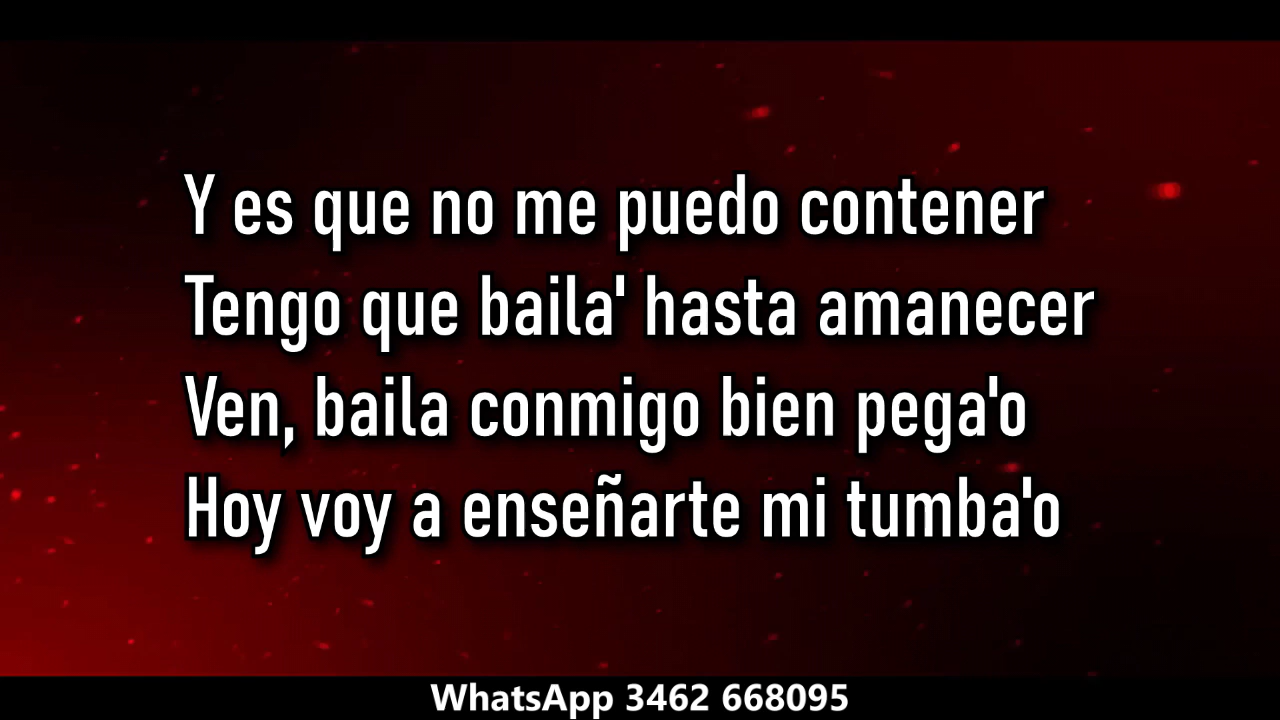 Y es que no me puedo contener
Tengo que baila' hasta amanecer
Ven, baila conmigo bien pega'o
Hoy voy a enseñarte mi tumba'o
WhatsApp 3462 668095